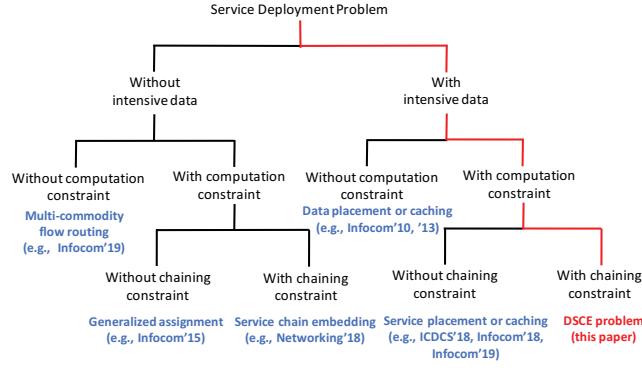 Service Deployment Problem
Without
intensive data
With
intensive data
Without computation
constraint
Multi-commodity
flow routing
(e.g., Infocom'19)
With computation
constraint
Without computation
constraint
Data placement or caching
(e.g., Infocom'10, '13)
With computation
constraint
Without chaining
constraint
Generalized assignment
(e.g., Infocom'15)
With chaining
constraint
Service chain embedding
(e.g., Networking'18)
Without chaining
constraint
Service placement or caching
(e.g., ICDCS'18, Infocom'18,
Infocom'19)
With chaining
constraint
DSCE problem
(this paper)